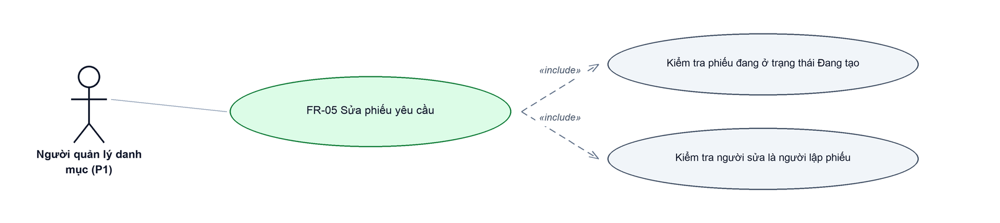 Người quản lý danh
mục (P1)
FR-05 Sửa phiếu yêu cầu
«include»
«include»
Kiểm tra phiếu đang ở trạng thái Đang tạo
Kiểm tra người sửa là người lập phiếu